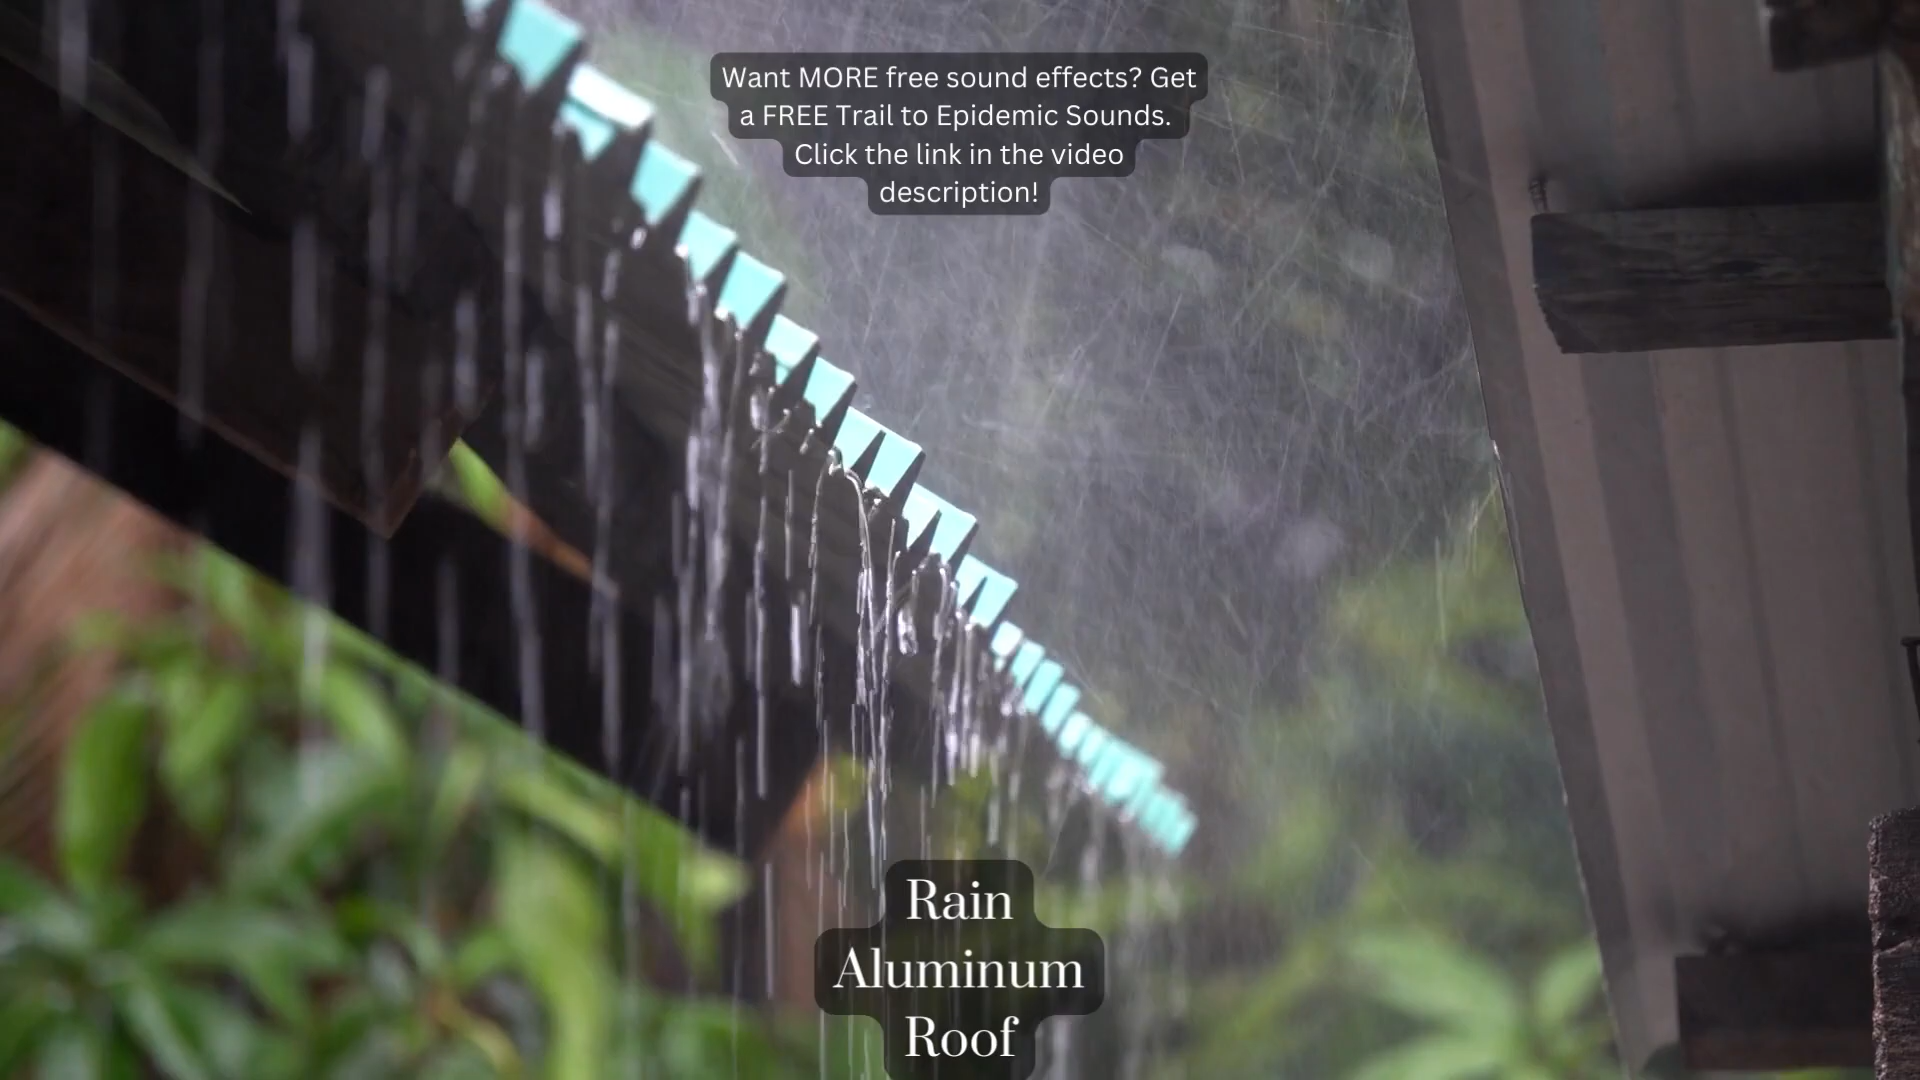 Want MORE free sound effects? Get
a FREE Trail to Epidemic Sounds.
Click the link in the video
description!
Rain
Aluminum
Roof